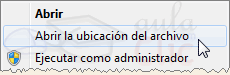 Abrir
Abrir la ubicación del archivo
Ejecutar como administrador